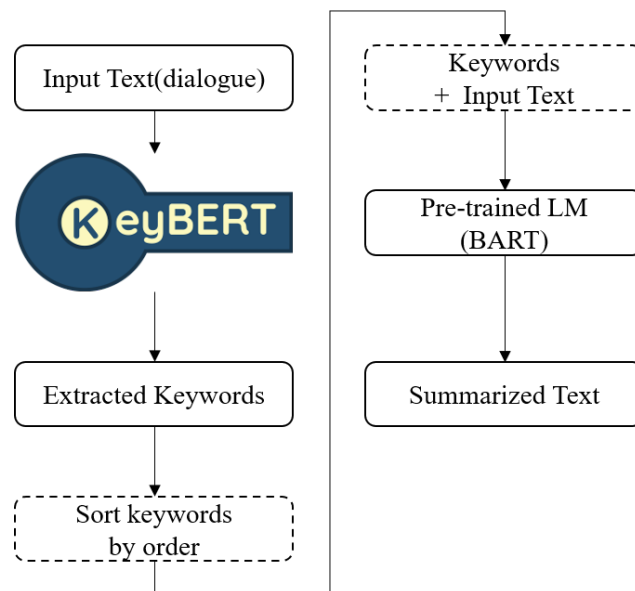 Input Text(dialogue)
KeyBERT
Extracted Keywords
Sort keywords
by order
Keywords
+ Input Text
Pre-trained LM
(BART)
Summarized Text